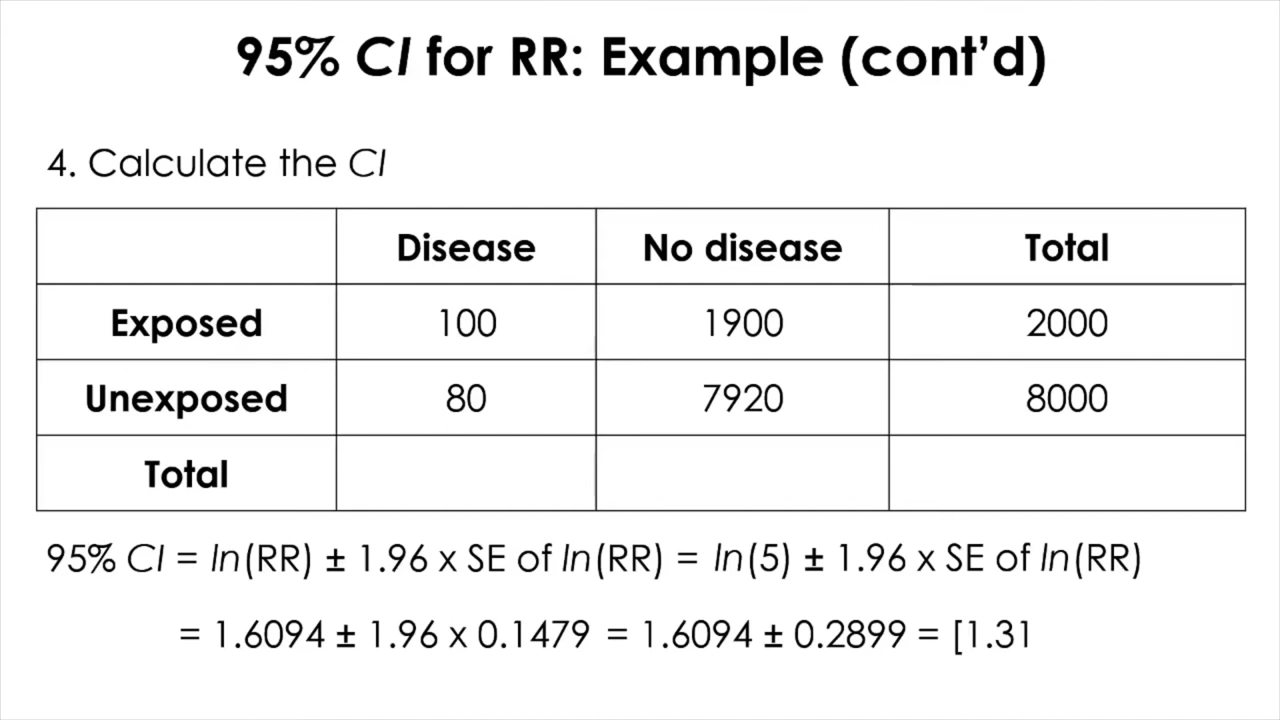 95% CI for RR: Example (cont’d)
4. Calculate the CI
Disease No disease Total
Exposed 100 1900 2000
Unexposed 80 7920 8000
Total
95% CI = ln(RR) ± 1.96 x SE of ln(RR) = ln(5) ± 1.96 x SE of ln(RR)
= 1.6094 ± 1.96 x 0.1479 = 1.6094 ± 0.2899 = [1.31